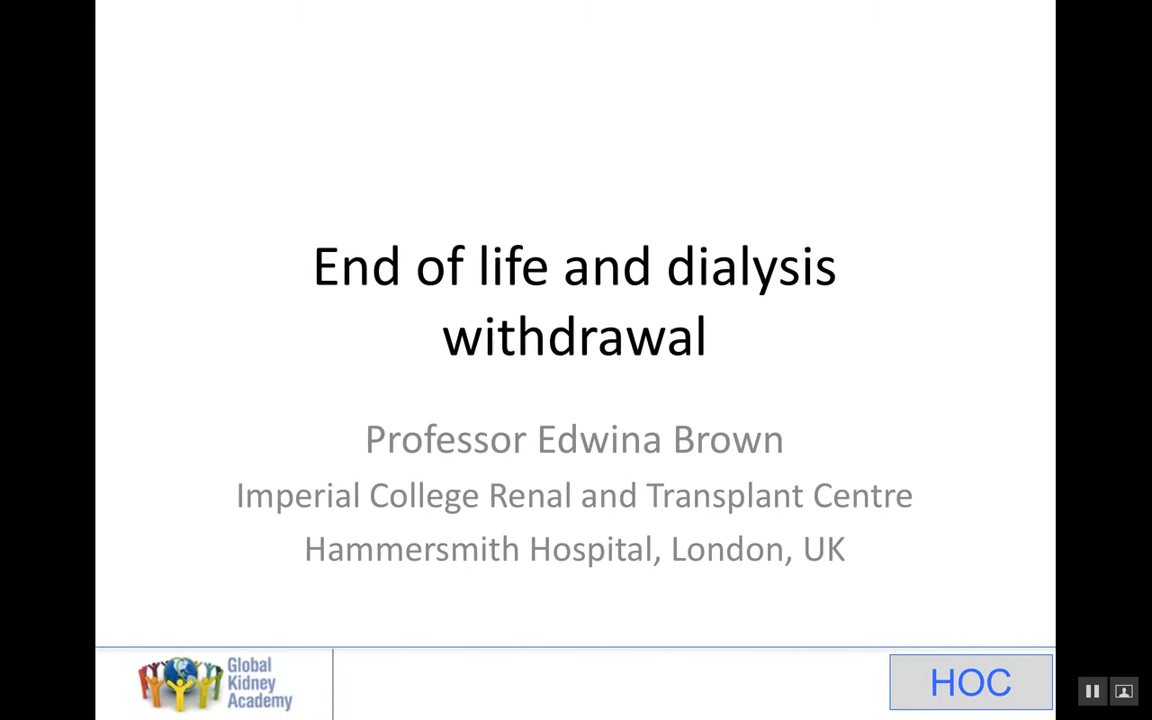 End of life and dialysis
withdrawal
Professor Edwina Brown
Imperial College Renal and Transplant Centre
Hammersmith Hospital, London, UK
Global
Kidney
Academy
HOC